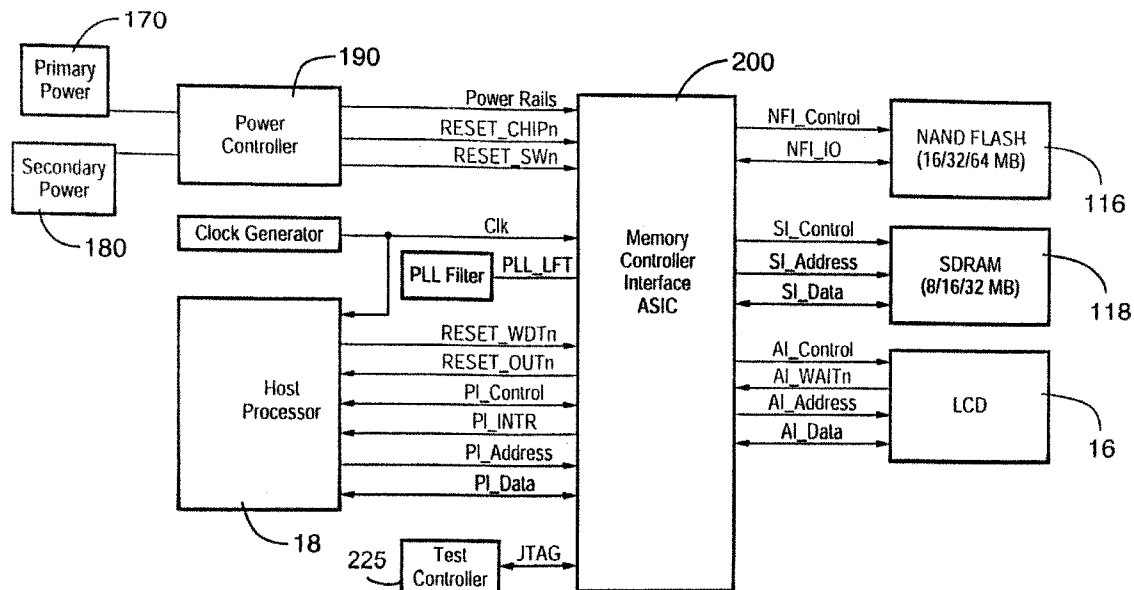 170
Primary
Power
190
Power
Controller
Secondary
Power
180
Power Rails
RESET_CHIPn
RESET_SWn
Clock Generator
Clk
PLL Filter
PLL_LFT
Host
Processor
18
RESET_WDTn
RESET_OUTn
PI_Control
PI_INTR
PI_Address
PI_Data
225
Test
Controller
JTAG
200
Memory
Controller
Interface
ASIC
NFI_Control
NFI_IO
NAND FLASH
(16/32/64 MB)
116
SI_Control
SI_Address
SI_Data
SDRAM
(8/16/32 MB)
118
AI_Control
AI_WAITn
AI_Address
AI_Data
LCD
16